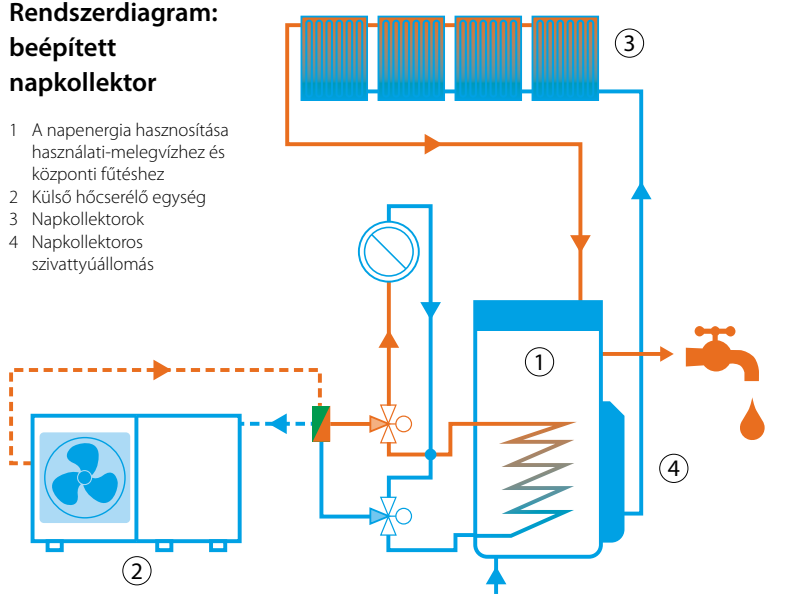 Rendszerdiagram:
beépített
napkollektor
1 A napenergia hasznosítása
használati-melegvízhez és
központi fűtéshez
2 Külső hőcserélő egység
3 Napkollektorok
4 Napkollektoros
szivattyúállomás
3
1
4
2